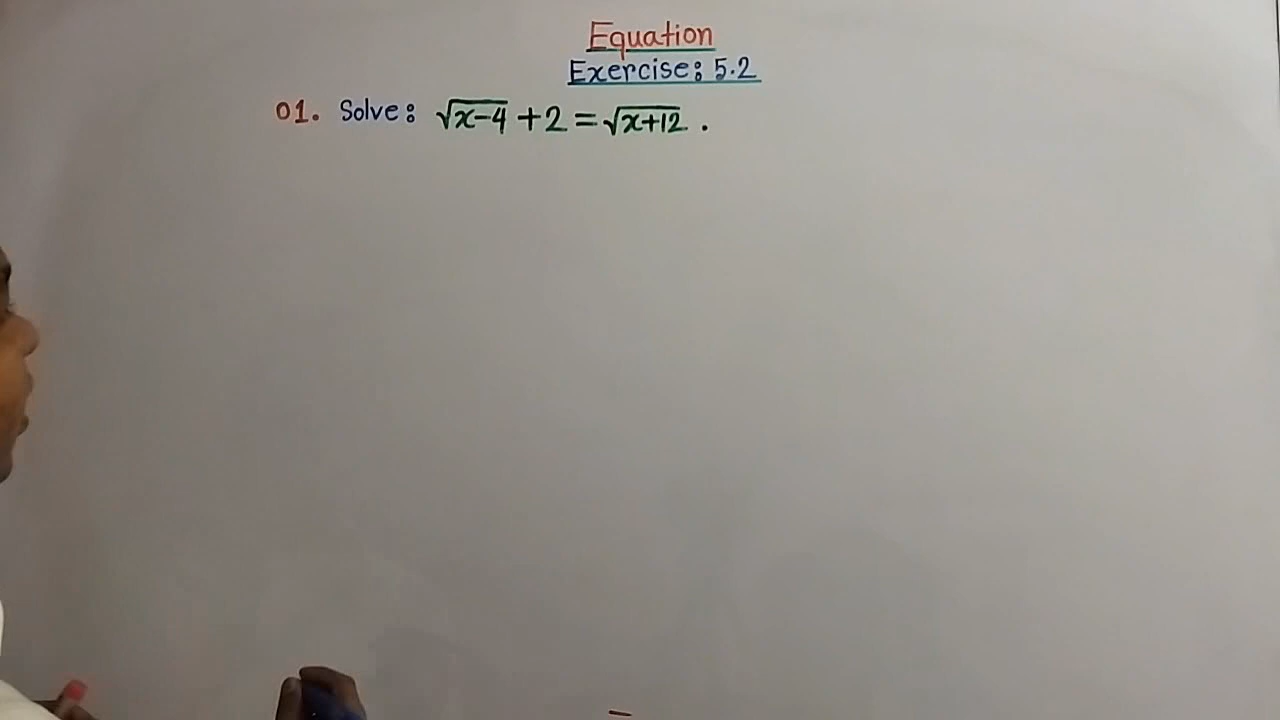 Equation
Exercise: 5.2
01. Solve: √x-4 + 2 = √x+12 .